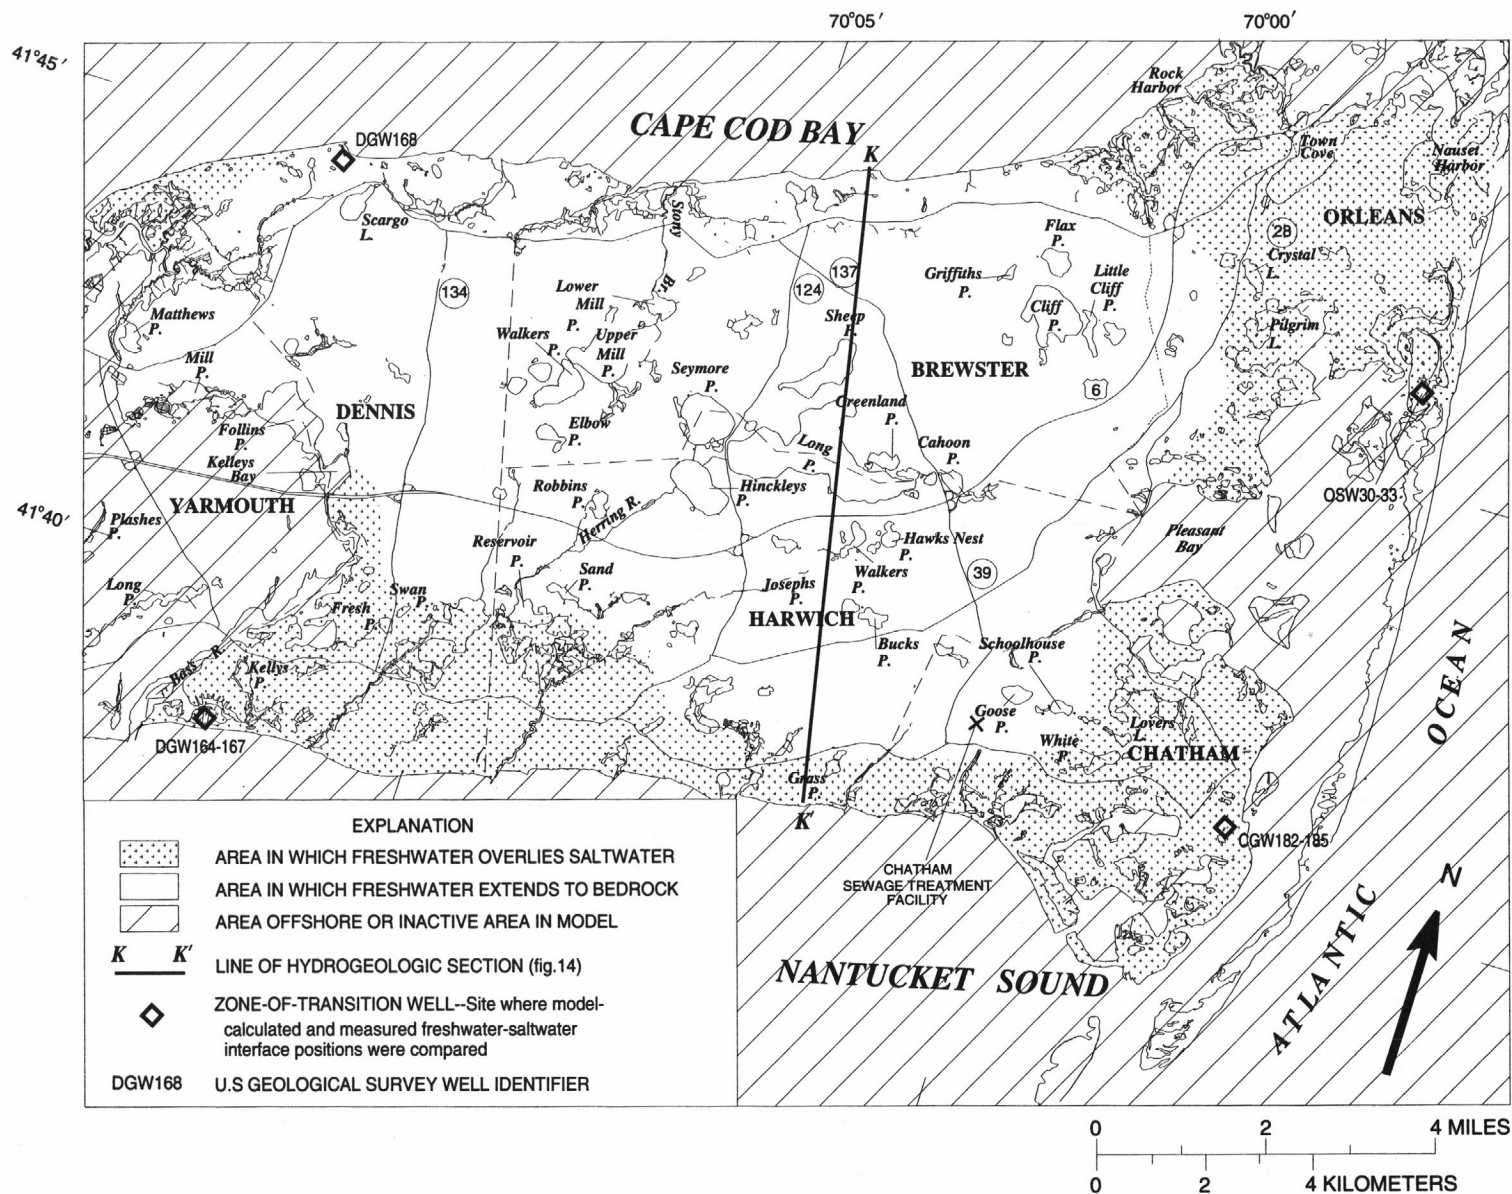 70°05′
70°00′
41°45′
Rock
Harbor
CAPE COD BAY
DGW168
K
Town
Cove
Nauset
Harbor
Scargo
L.
Stony
Br.
ORLEANS
28
Flax
P.
Crystal
L.
134
137
124
Griffiths
P.
Little
Cliff
P.
Cliff
P.
Lower
Mill
P.
Matthews
P.
Sheep
P.
Pilgrim
L.
Walkers
P.
Upper
Mill
P.
Mill
P.
Seymore
P.
BREWSTER
6
DENNIS
Greenland
P.
Elbow
P.
Follins
P.
Long
P.
Cahoon
P.
Kelleys
Bay
Robbins
P.
Hinckleys
P.
OSW30-33
41°40′
YARMOUTH
Plashes
P.
Herring R.
Pleasant
Bay
Reservoir
P.
Hawks Nest
P.
Walkers
P.
39
Sand
P.
Josephs
P.
Long
P.
Swan
P.
Fresh
P.
HARWICH
Bucks
P.
Schoolhouse
P.
Bass R.
Kellys
P.
Goose
P.
Lovers
L.
White
P.
CHATHAM
DGW164-167
Grass
P.
K′
CGW182-185
CHATHAM
SEWAGE TREATMENT
FACILITY
NANTUCKET SOUND
ATLANTIC OCEAN
N
EXPLANATION
AREA IN WHICH FRESHWATER OVERLIES SALTWATER
AREA IN WHICH FRESHWATER EXTENDS TO BEDROCK
AREA OFFSHORE OR INACTIVE AREA IN MODEL
K K′ LINE OF HYDROGEOLOGIC SECTION (fig.14)
ZONE-OF-TRANSITION WELL--Site where model-
calculated and measured freshwater-saltwater
interface positions were compared
DGW168 U.S GEOLOGICAL SURVEY WELL IDENTIFIER
0 2 4 MILES
0 2 4 KILOMETERS